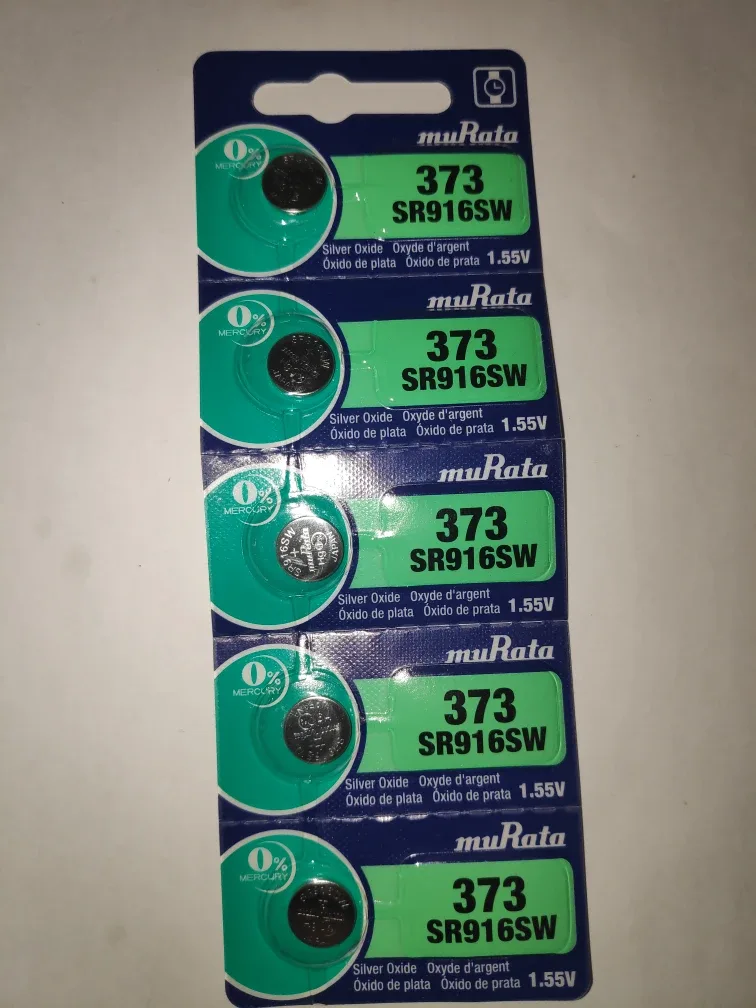 muRata
0%
MERCURY
373
SR916SW
Silver Oxide Oxyde d'argent
Óxido de plata Óxido de prata 1.55V
muRata
0%
MERCURY
373
SR916SW
Silver Oxide Oxyde d'argent
Óxido de plata Óxido de prata 1.55V
muRata
0%
MERCURY
373
SR916SW
SR916SW
+
muRata
JAPAN
Silver Oxide Oxyde d'argent
Óxido de plata Óxido de prata 1.55V
muRata
0%
MERCURY
373
SR916SW
Silver Oxide Oxyde d'argent
Óxido de plata Óxido de prata 1.55V
muRata
0%
MERCURY
373
SR916SW
Silver Oxide Oxyde d'argent
Óxido de plata Óxido de prata 1.55V